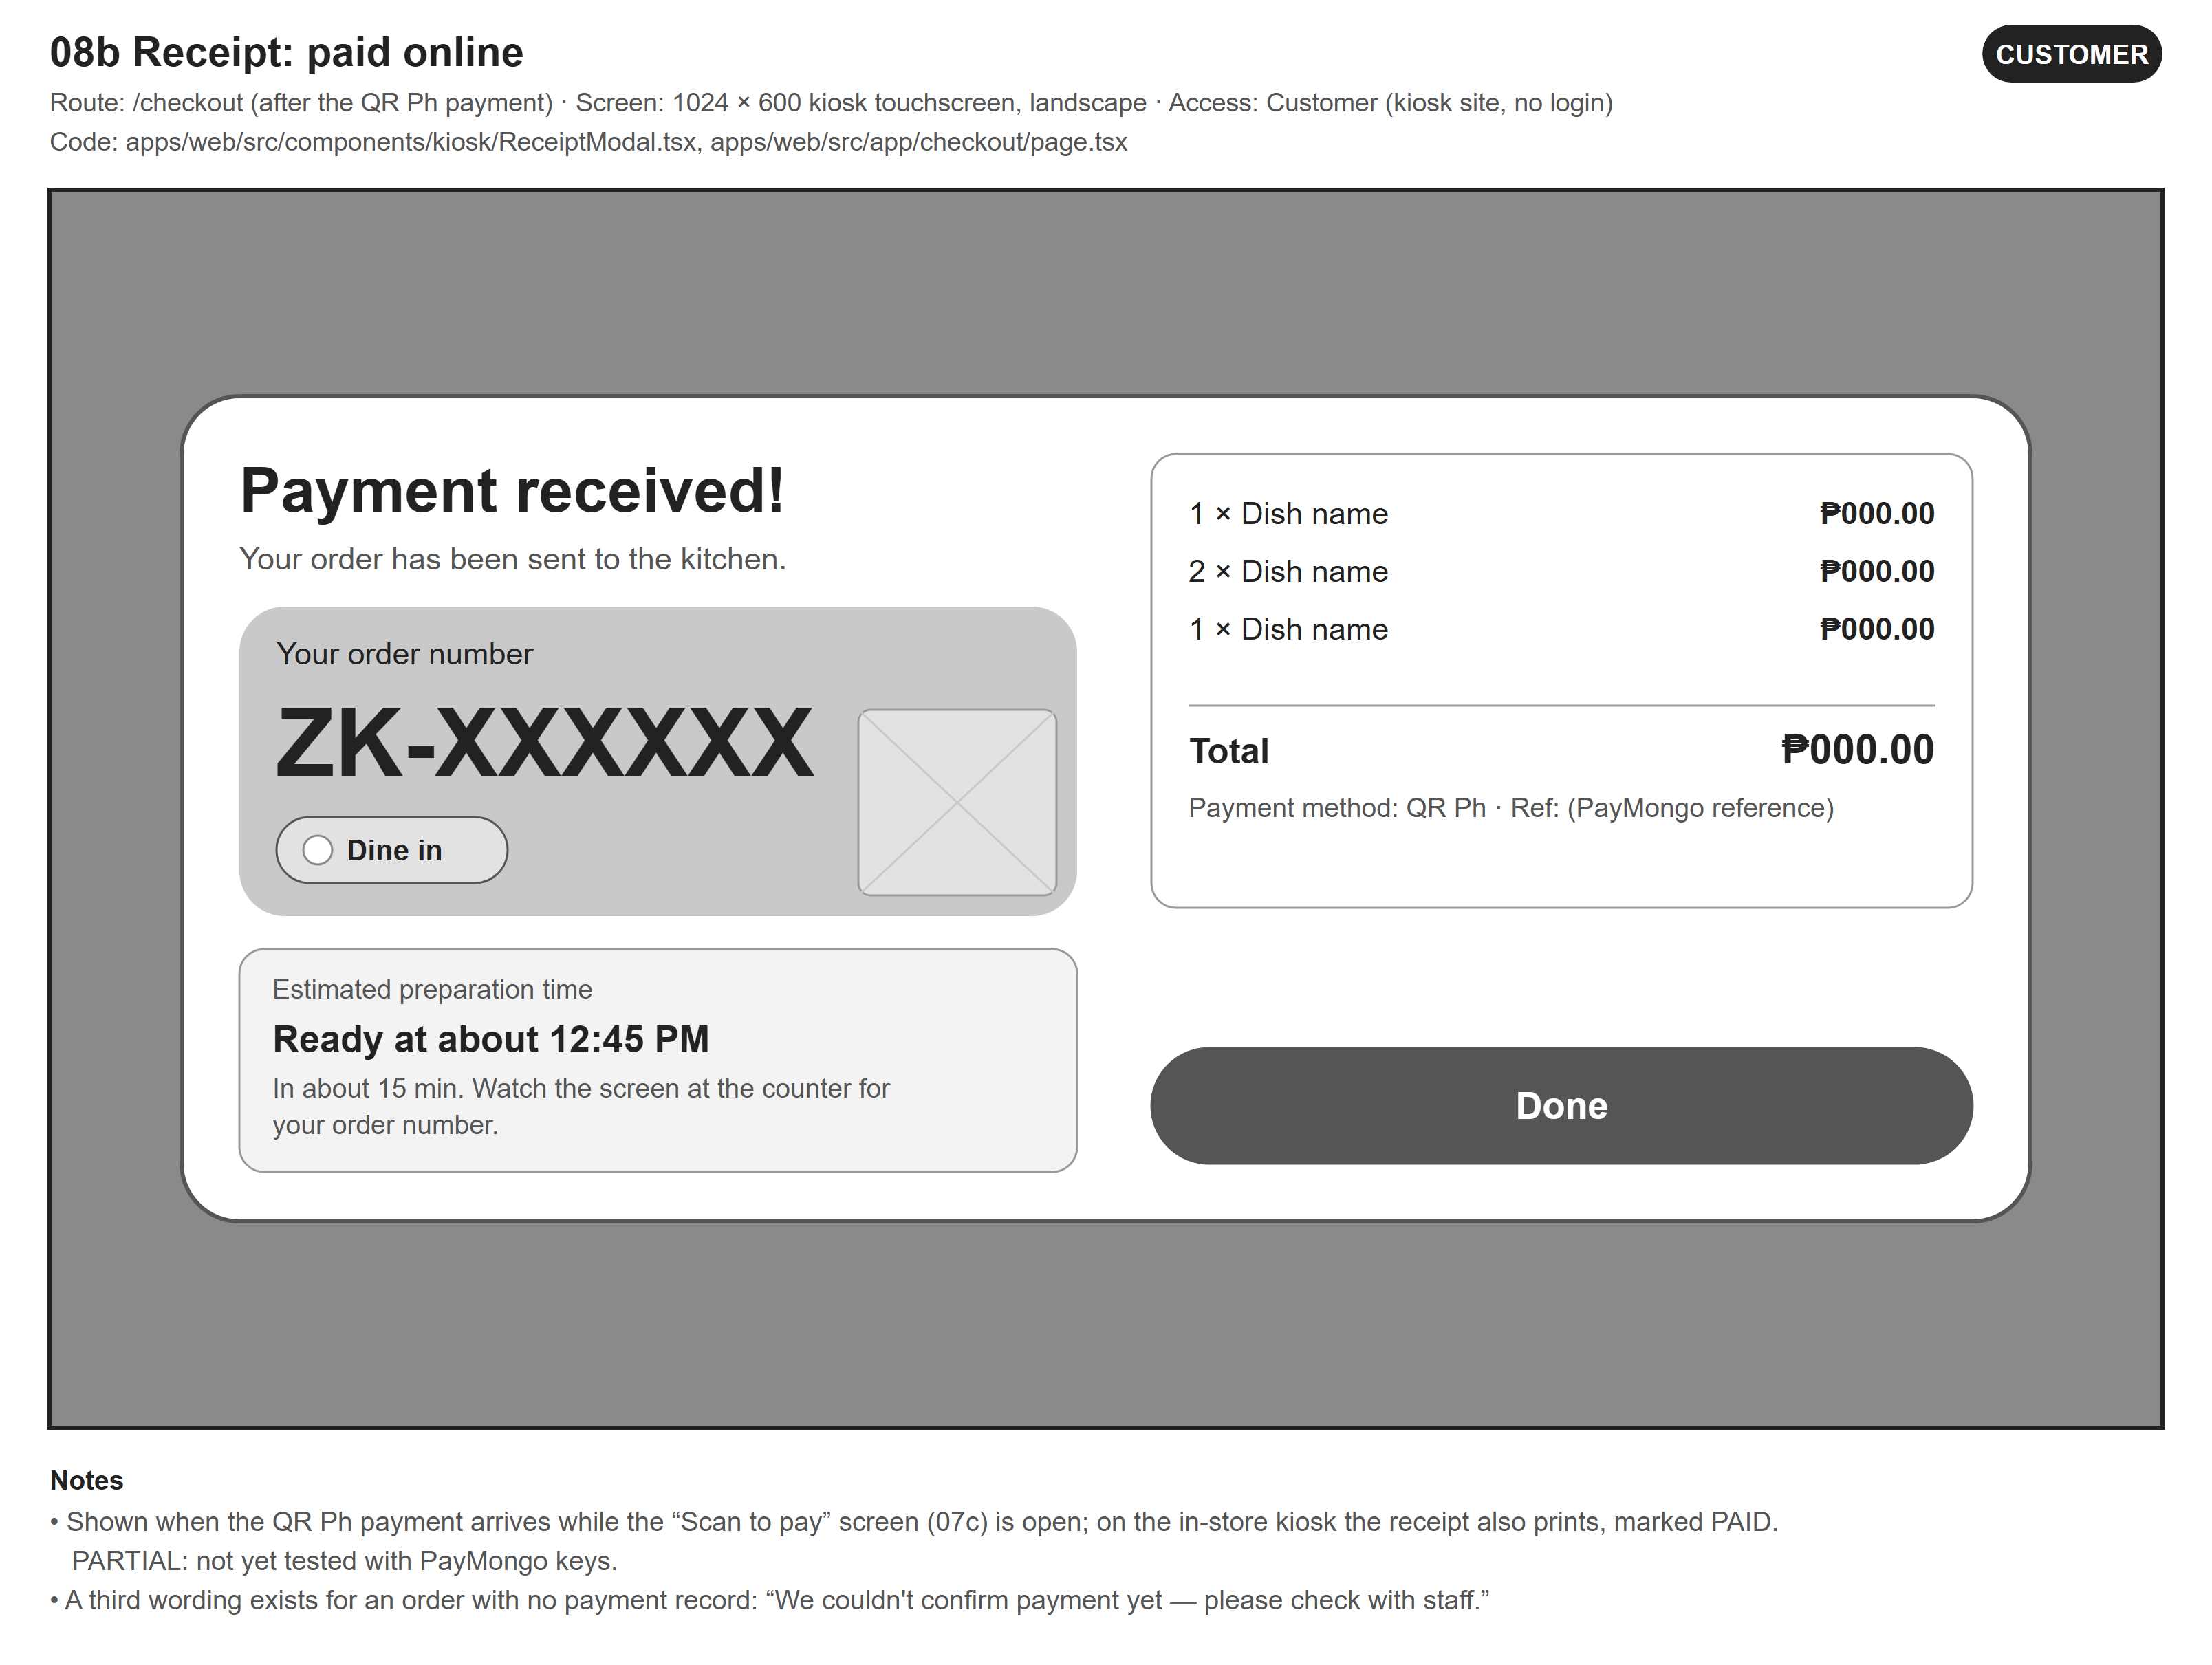 08b Receipt: paid online
CUSTOMER
Route: /checkout (after the QR Ph payment) · Screen: 1024 × 600 kiosk touchscreen, landscape · Access: Customer (kiosk site, no login)
Code: apps/web/src/components/kiosk/ReceiptModal.tsx, apps/web/src/app/checkout/page.tsx
Payment received!
Your order has been sent to the kitchen.
Your order number
ZK-XXXXXX
Dine in
Estimated preparation time
Ready at about 12:45 PM
In about 15 min. Watch the screen at the counter for
your order number.
1 × Dish name ₱000.00
2 × Dish name ₱000.00
1 × Dish name ₱000.00
Total ₱000.00
Payment method: QR Ph · Ref: (PayMongo reference)
Done
Notes
• Shown when the QR Ph payment arrives while the “Scan to pay” screen (07c) is open; on the in-store kiosk the receipt also prints, marked PAID.
PARTIAL: not yet tested with PayMongo keys.
• A third wording exists for an order with no payment record: “We couldn't confirm payment yet — please check with staff.”